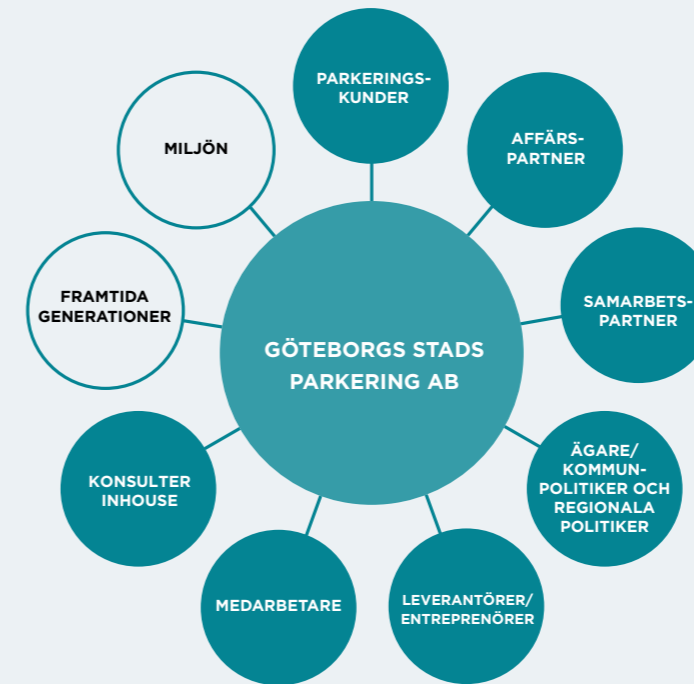 PARKERINGS-
KUNDER
AFFÄRS-
PARTNER
SAMARBETS-
PARTNER
ÄGARE/
KOMMUN-
POLITIKER OCH
REGIONALA
POLITIKER
LEVERANTÖRER/
ENTREPRENÖRER
MEDARBETARE
KONSULTER
INHOUSE
FRAMTIDA
GENERATIONER
MILJÖN
GÖTEBORGS STADS
PARKERING AB